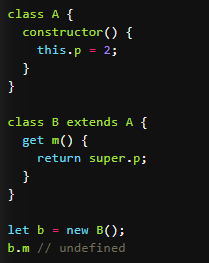 class A {
  constructor() {
    this.p = 2;
  }
}

class B extends A {
  get m() {
    return super.p;
  }
}

let b = new B();
b.m // undefined